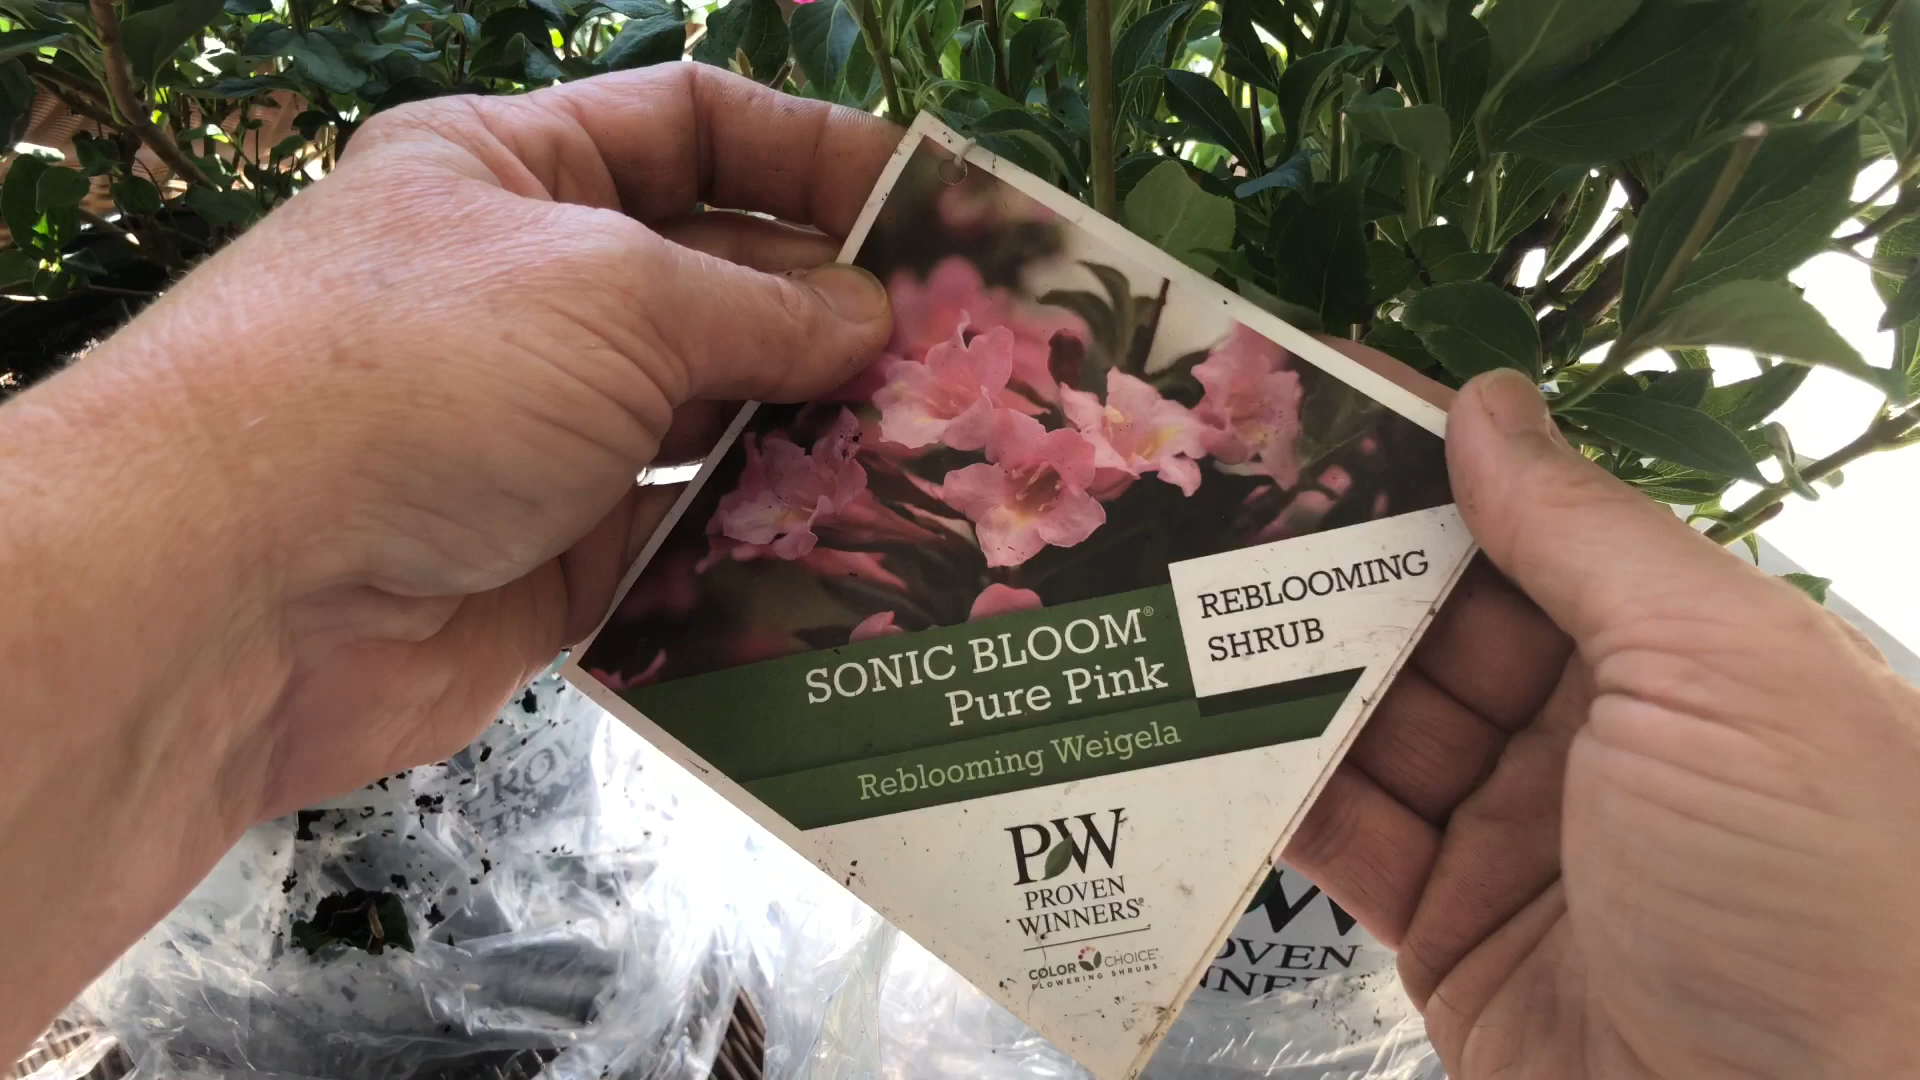 SONIC BLOOM®
Pure Pink
REBLOOMING
SHRUB
Reblooming Weigela
PW
PROVEN
WINNERS®
COLOR CHOICE
FLOWERING SHRUBS